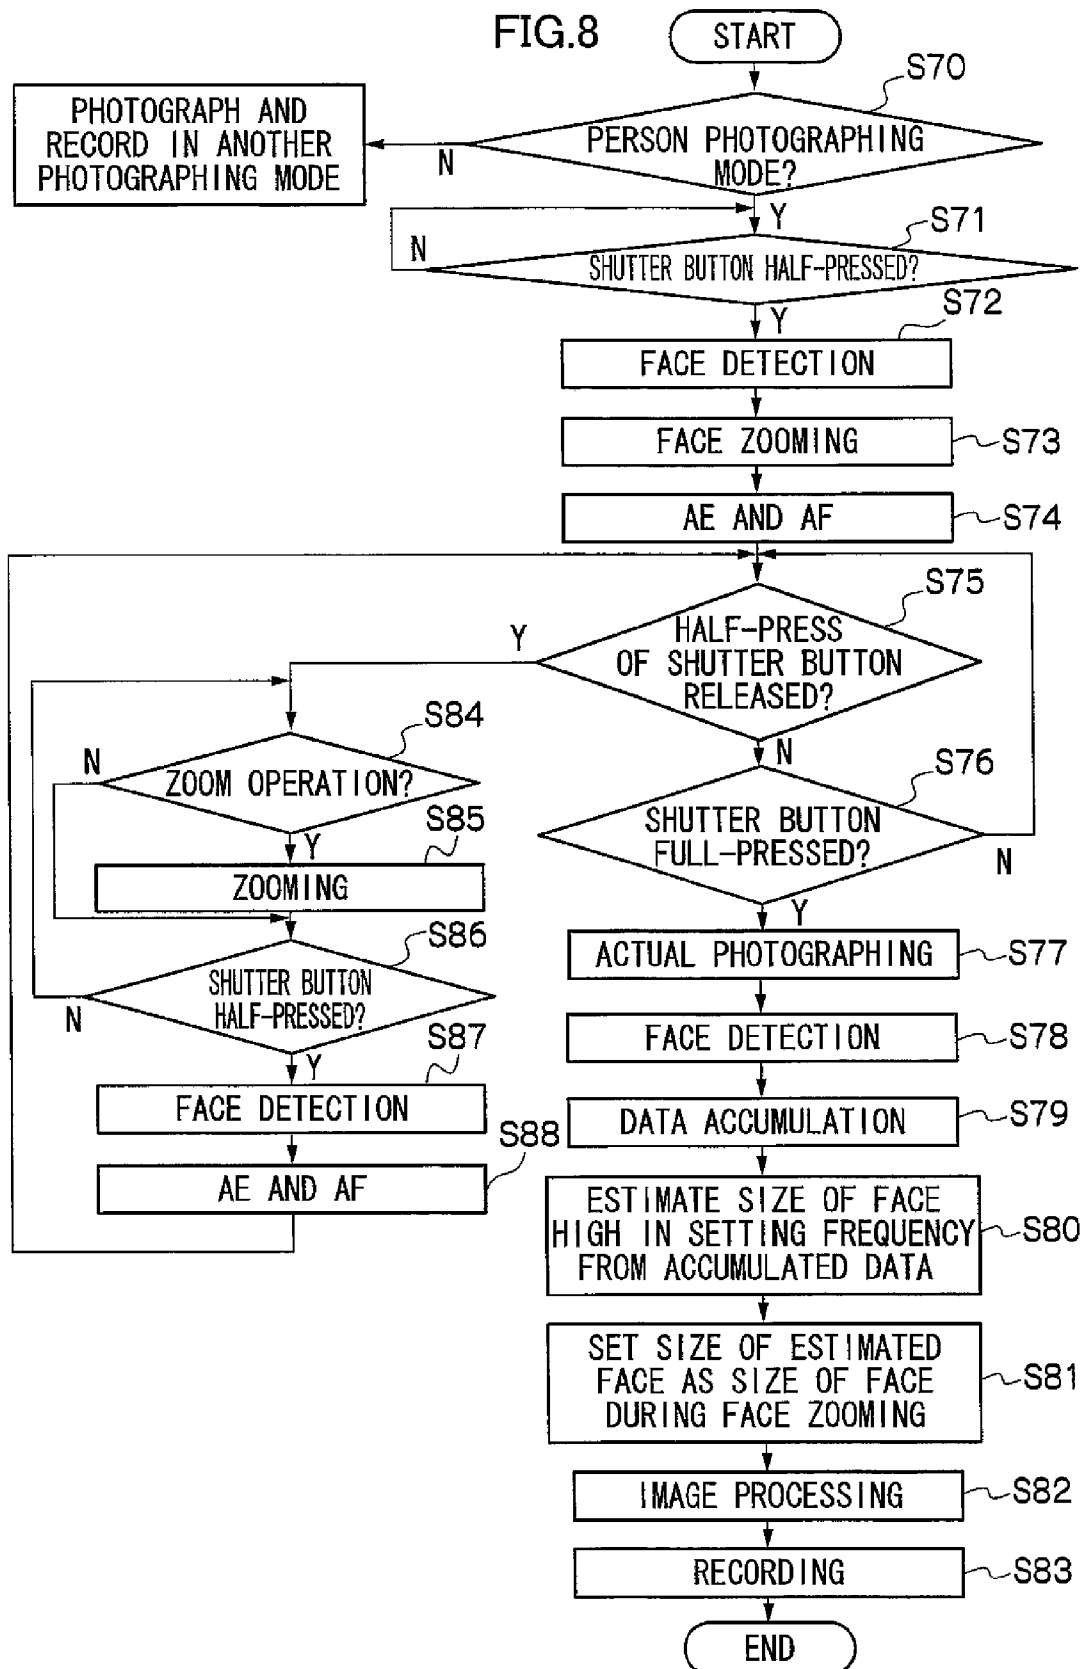 FIG.8
START
S70
PERSON PHOTOGRAPHING
MODE?
N
PHOTOGRAPH AND
RECORD IN ANOTHER
PHOTOGRAPHING MODE
Y
S71
SHUTTER BUTTON HALF-PRESSED?
N
Y
S72
FACE DETECTION
FACE ZOOMING
S73
AE AND AF
S74
S75
HALF-PRESS
OF SHUTTER BUTTON
RELEASED?
Y
N
S84
ZOOM OPERATION?
N
Y
S85
ZOOMING
S86
SHUTTER BUTTON
HALF-PRESSED?
N
Y
S87
FACE DETECTION
S88
AE AND AF
S76
SHUTTER BUTTON
FULL-PRESSED?
N
Y
ACTUAL PHOTOGRAPHING
S77
FACE DETECTION
S78
DATA ACCUMULATION
S79
ESTIMATE SIZE OF FACE
HIGH IN SETTING FREQUENCY
FROM ACCUMULATED DATA
S80
SET SIZE OF ESTIMATED
FACE AS SIZE OF FACE
DURING FACE ZOOMING
S81
IMAGE PROCESSING
S82
RECORDING
S83
END